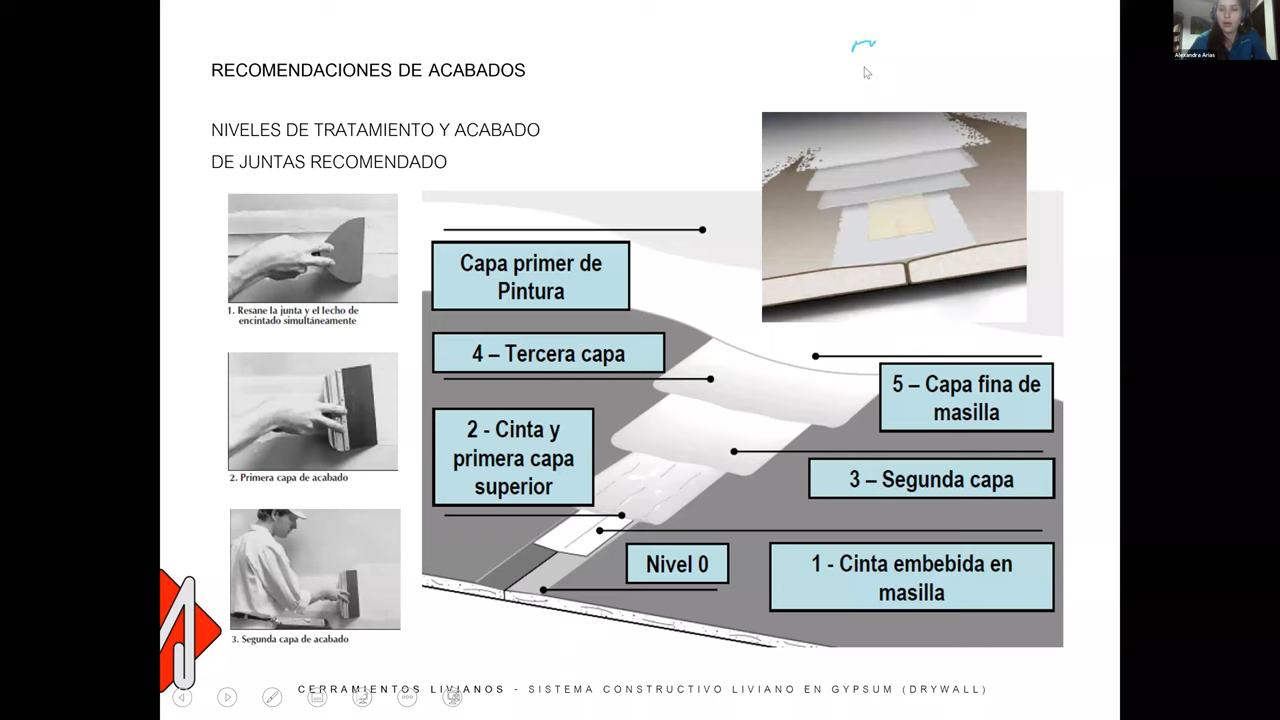 Alexandra Arias
RECOMENDACIONES DE ACABADOS
NIVELES DE TRATAMIENTO Y ACABADO
DE JUNTAS RECOMENDADO
1. Resane la junta y el lecho de
encintado simultáneamente
2. Primera capa de acabado
3. Segunda capa de acabado
Capa primer de
Pintura
4 – Tercera capa
5 – Capa fina de
masilla
2 - Cinta y
primera capa
superior
3 – Segunda capa
Nivel 0
1 - Cinta embebida en
masilla
CERRAMIENTOS LIVIANOS - SISTEMA CONSTRUCTIVO LIVIANO EN GYPSUM (DRYWALL)